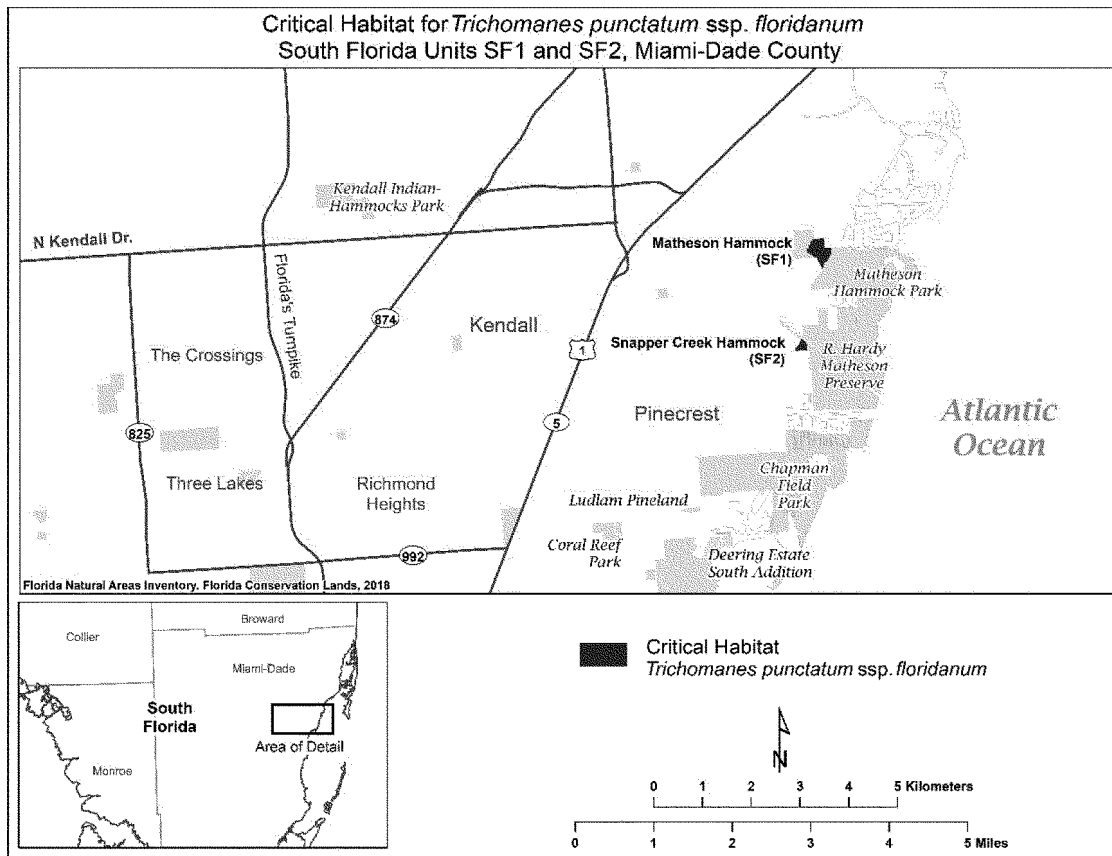 Critical Habitat for Trichomanes punctatum ssp. floridanum
South Florida Units SF1 and SF2, Miami-Dade County
Kendall Indian-
Hammocks Park
N Kendall Dr.
Florida's Turnpike
874
Kendall
1
5
Matheson Hammock
(SF1)
Matheson
Hammock Park
Snapper Creek Hammock
(SF2)
R. Hardy
Matheson
Preserve
The Crossings
825
Pinecrest
Atlantic
Ocean
Three Lakes
Richmond
Heights
Chapman
Field
Park
Ludlam Pineland
Coral Reef
Park
Deering Estate
South Addition
992
Florida Natural Areas Inventory. Florida Conservation Lands, 2018
Collier
Broward
Miami-Dade
South
Florida
Area of Detail
Monroe
Critical Habitat
Trichomanes punctatum ssp. floridanum
N
0 1 2 3 4 5 Kilometers
0 1 2 3 4 5 Miles